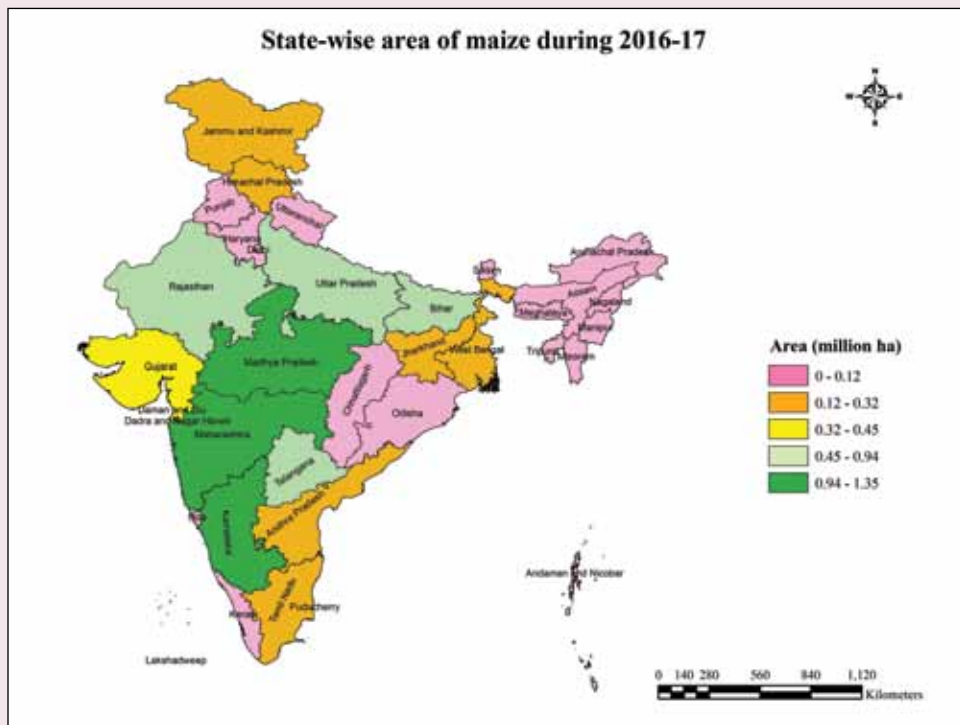 State-wise area of maize during 2016-17
N
W E
S
Jammu and Kashmir
Himachal Pradesh
Punjab
Uttaranchal
Haryana
Delhi
Rajasthan
Uttar Pradesh
Bihar
Sikkim
Arunachal Pradesh
Assam
Nagaland
Meghalaya
Manipur
Tripura
Mizoram
Gujarat
Madhya Pradesh
Jharkhand
West Bengal
Chhattisgarh
Odisha
Daman and Diu
Dadra and Nagar Haveli
Maharashtra
Telangana
Goa
Karnataka
Andhra Pradesh
Tamil Nadu
Puducherry
Kerala
Lakshadweep
Andaman and Nicobar
Area (million ha)
0 - 0.12
0.12 - 0.32
0.32 - 0.45
0.45 - 0.94
0.94 - 1.35
0 140 280 560 840 1,120
Kilometers